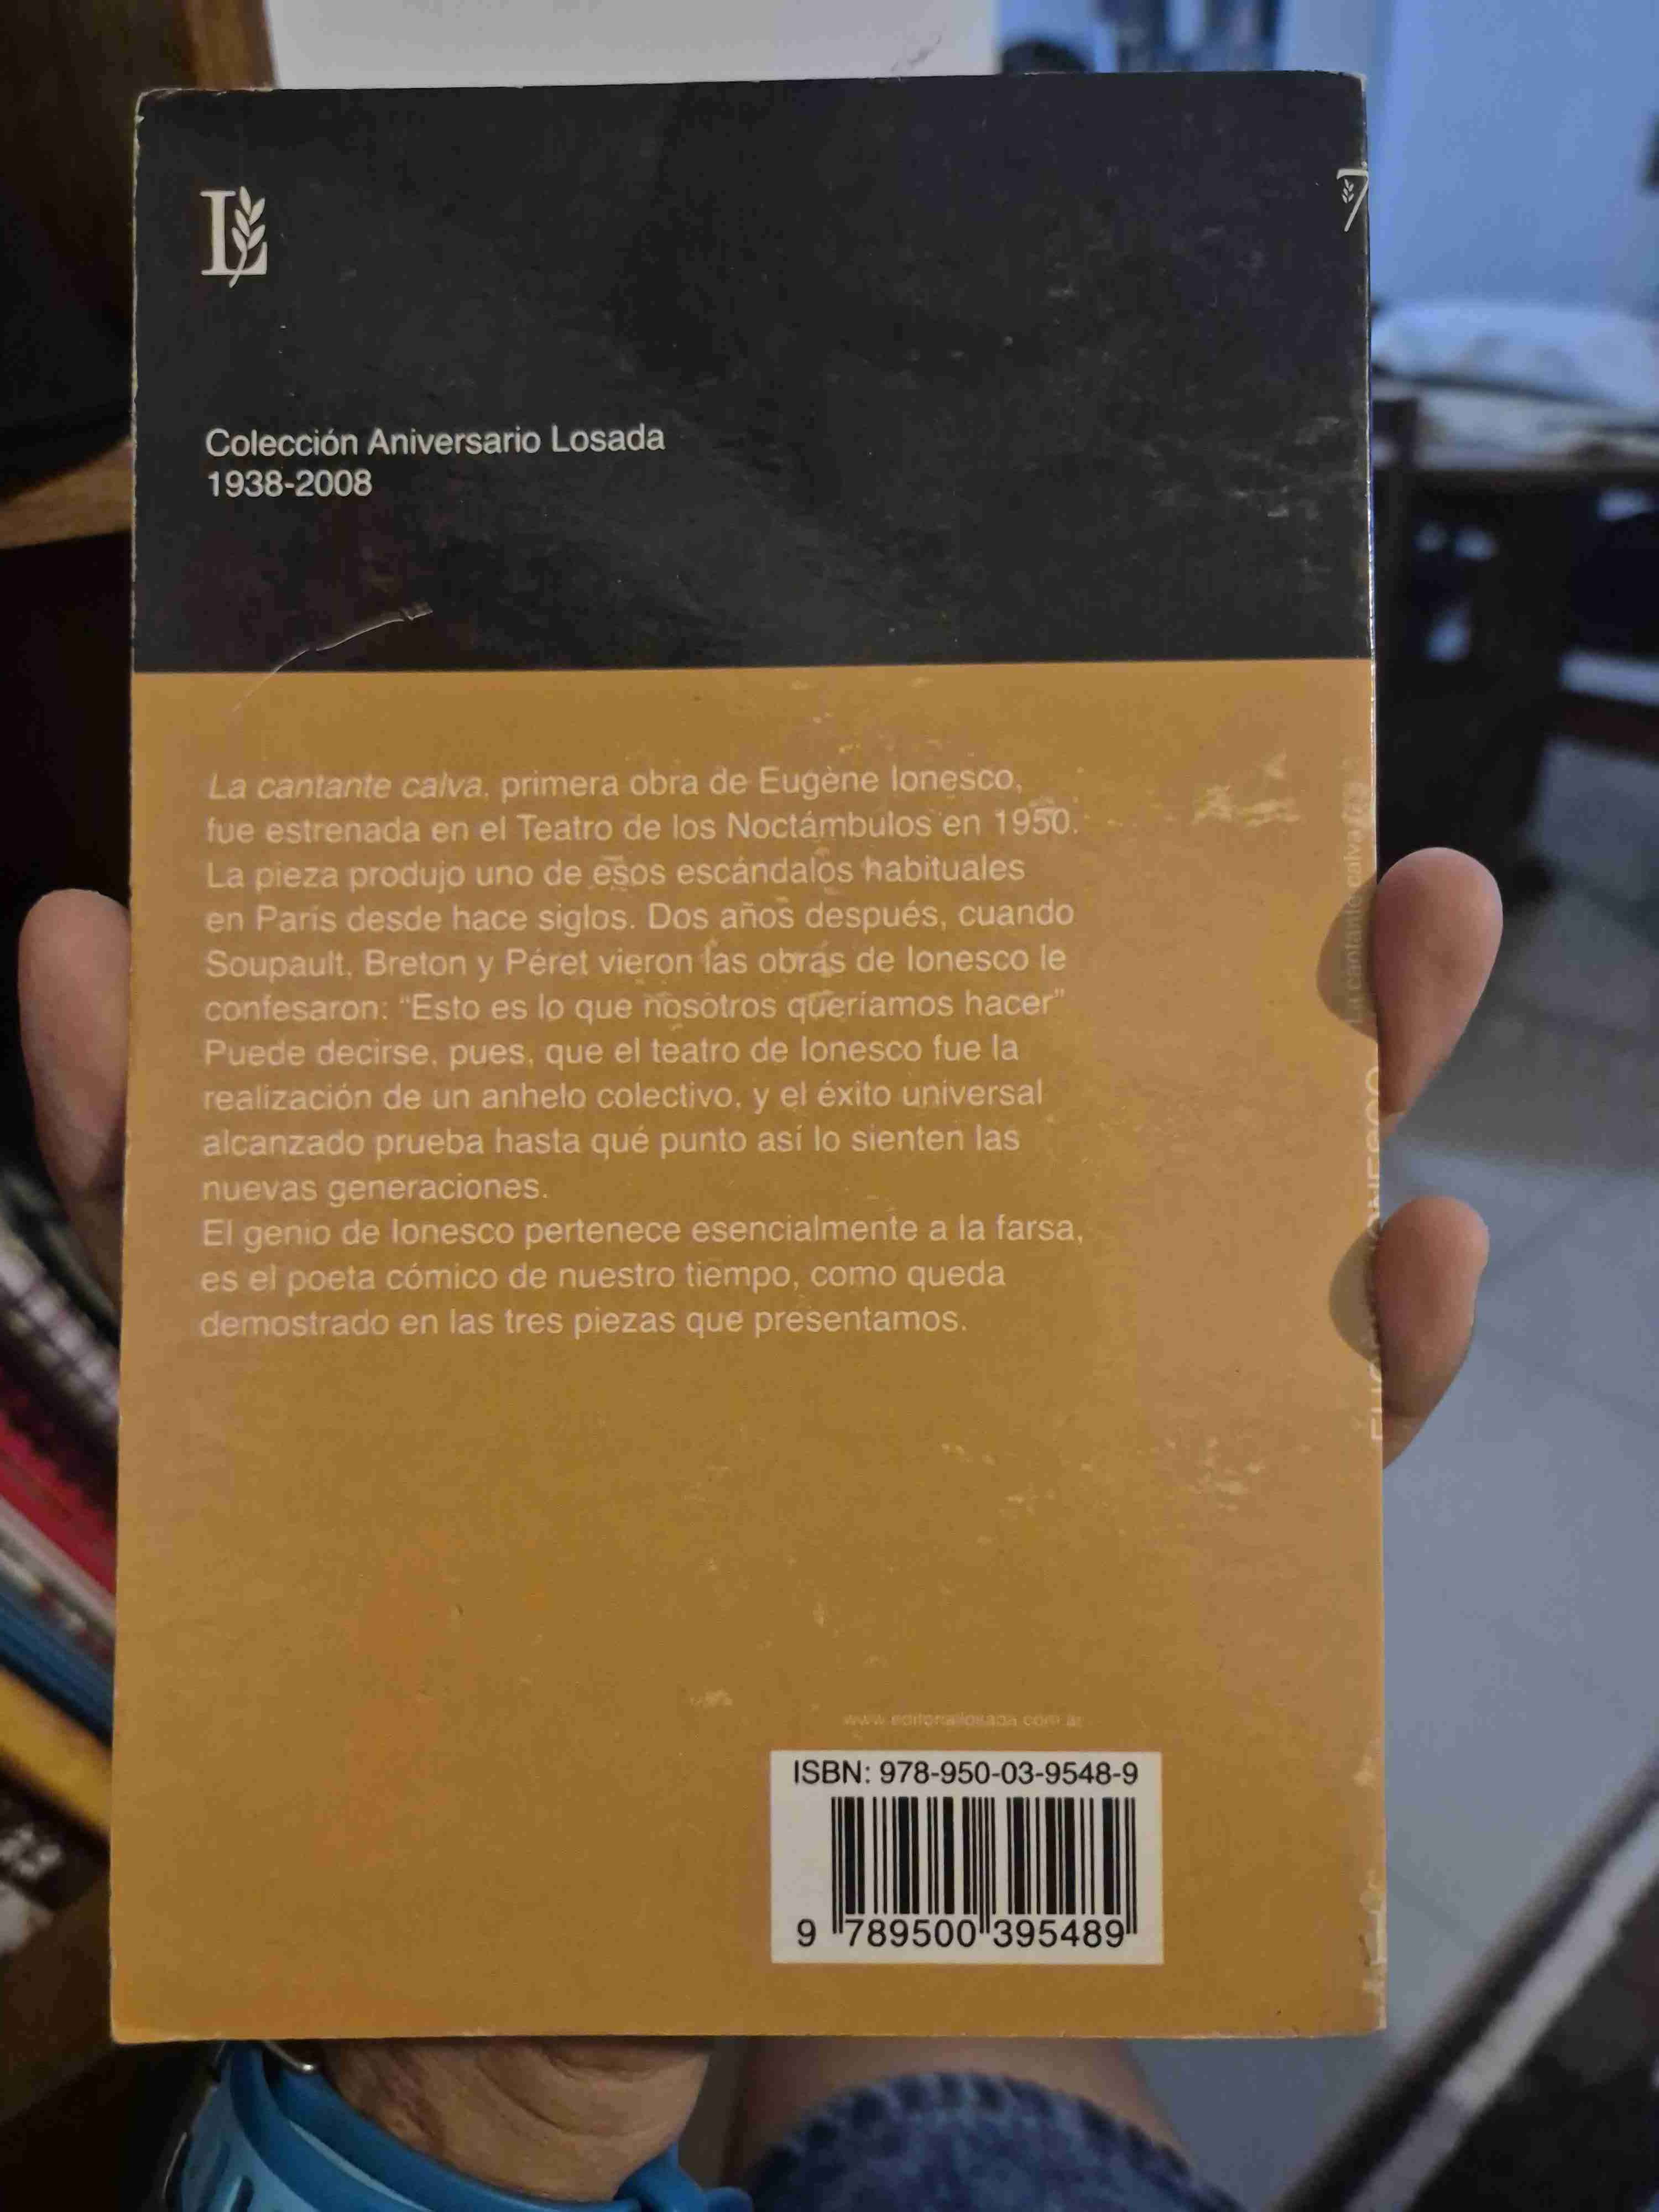 Colección Aniversario Losada
1938-2008
La cantante calva, primera obra de Eugène Ionesco,
fue estrenada en el Teatro de los Noctámbulos en 1950.
La pieza produjo uno de esos escándalos habituales
en París desde hace siglos. Dos años después, cuando
Soupault, Breton y Péret vieron las obras de Ionesco le
confesaron: “Esto es lo que nosotros queríamos hacer”
Puede decirse, pues, que el teatro de Ionesco fue la
realización de un anhelo colectivo, y el éxito universal
alcanzado prueba hasta qué punto así lo sienten las
nuevas generaciones.
El genio de Ionesco pertenece esencialmente a la farsa,
es el poeta cómico de nuestro tiempo, como queda
demostrado en las tres piezas que presentamos.
www.editoriallosada.com.ar
ISBN: 978-950-03-9548-9
9 789500 395489
La cantante calva